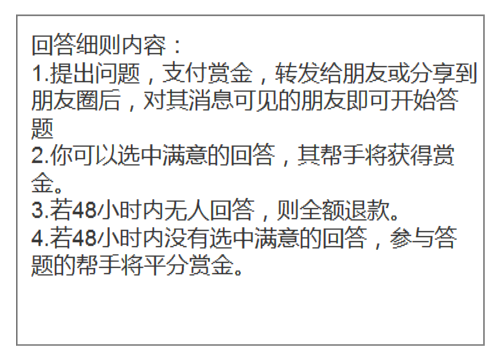 回答细则内容：
1.提出问题，支付赏金，转发给朋友或分享到
朋友圈后，对其消息可见的朋友即可开始答
题
2.你可以选中满意的回答，其帮手将获得赏
金。
3.若48小时内无人回答，则全额退款。
4.若48小时内没有选中满意的回答，参与答
题的帮手将平分赏金。